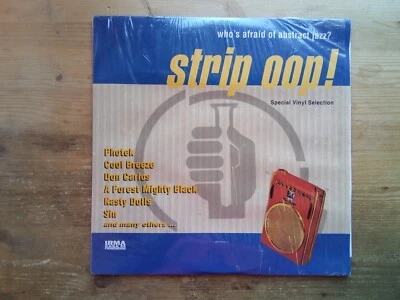 who's afraid of abstract jazz?
strip oop!
Special Vinyl Selection
Photek
Cool Breeze
Don Carlos
A Forest Mighty Black
Nasty Dolls
Sin
and many others ...
IRMA